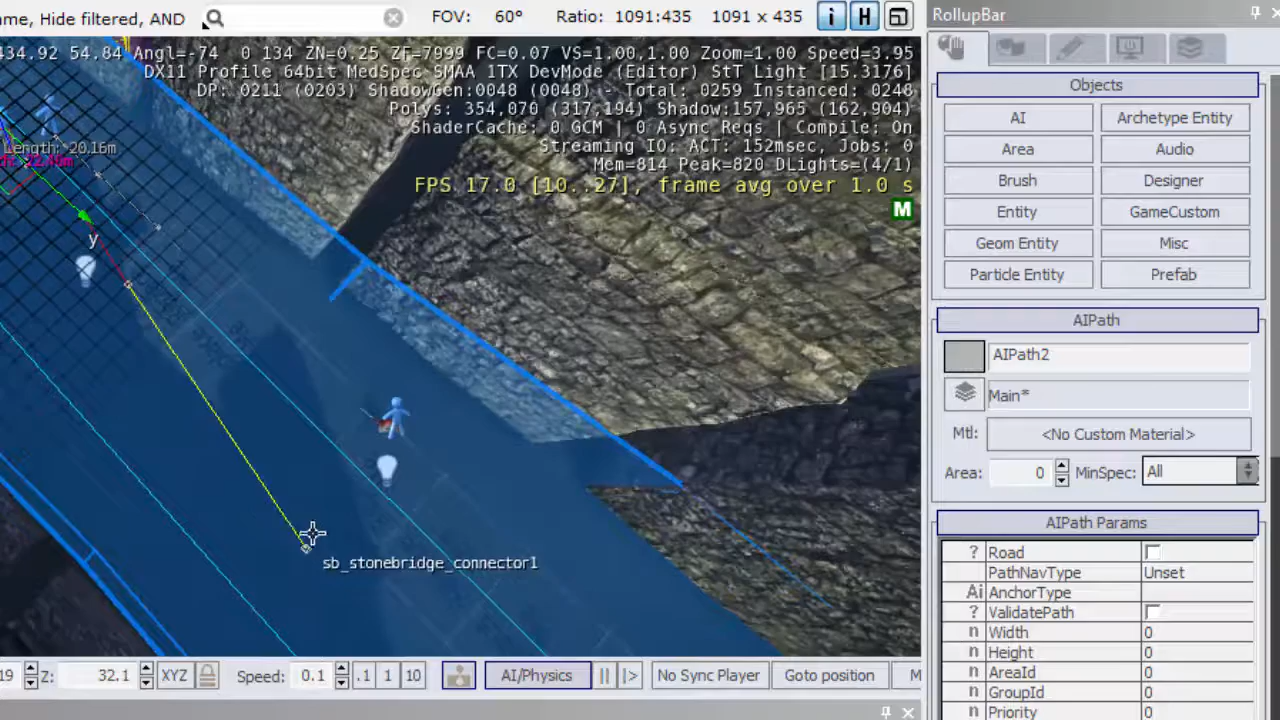 ame, Hide filtered, AND FOV: 60° Ratio: 1091:435 1091 x 435 i H
434.92 54.84 Angl=-74 0 134 ZN=0.25 ZF=7999 FC=0.07 VS=1.00,1.00 Zoom=1.00 Speed=3.95
DX11 Profile 64bit MedSpec SMAA 1TX DevMode (Editor) StT Light [15.3176]
DP: 0211 (0203) ShadowGen:0048 (0048) - Total: 0259 Instanced: 0248
Polys: 354,070 (317,194) Shadow:157,965 (162,904)
ShaderCache: 0 GCM | 0 Async Reqs | Compile: On
Streaming IO: ACT: 152msec, Jobs: 0
Mem=814 Peak=820 DLights=(4/1)
FPS 17.0 [10..27], frame avg over 1.0 s
M
Length: 20.16m
y
sb_stonebridge_connector1
19 Z: 32.1 XYZ Speed: 0.1 .1 1 10 AI/Physics No Sync Player Goto position M
RollupBar
Objects
AI Archetype Entity
Area Audio
Brush Designer
Entity GameCustom
Geom Entity Misc
Particle Entity Prefab
AIPath
AIPath2
Main*
Mtl: <No Custom Material>
Area: 0 MinSpec: All
AIPath Params
? Road
PathNavType Unset
Ai AnchorType
? ValidatePath
n Width 0
n Height 0
n AreaId 0
n GroupId 0
n Priority 0